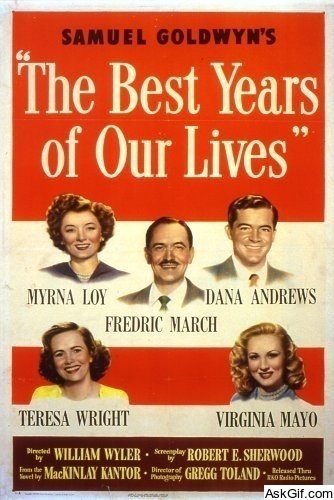 SAMUEL GOLDWYN'S
"The Best Years
of Our Lives"
MYRNA LOY
DANA ANDREWS
FREDRIC MARCH
TERESA WRIGHT
VIRGINIA MAYO
Directed by WILLIAM WYLER • Screenplay by ROBERT E. SHERWOOD
From the Novel by MacKINLAY KANTOR • Director of Photography GREGG TOLAND • Released Thru RKO Radio Pictures
AskGif.com